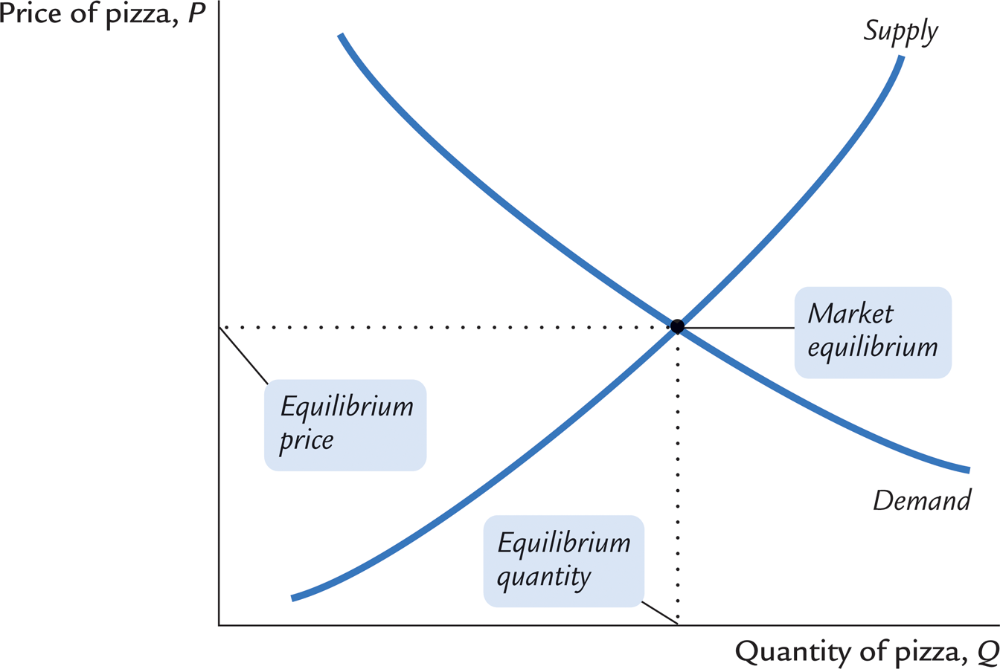 Price of pizza, P
Supply
Market
equilibrium
Equilibrium
price
Demand
Equilibrium
quantity
Quantity of pizza, Q